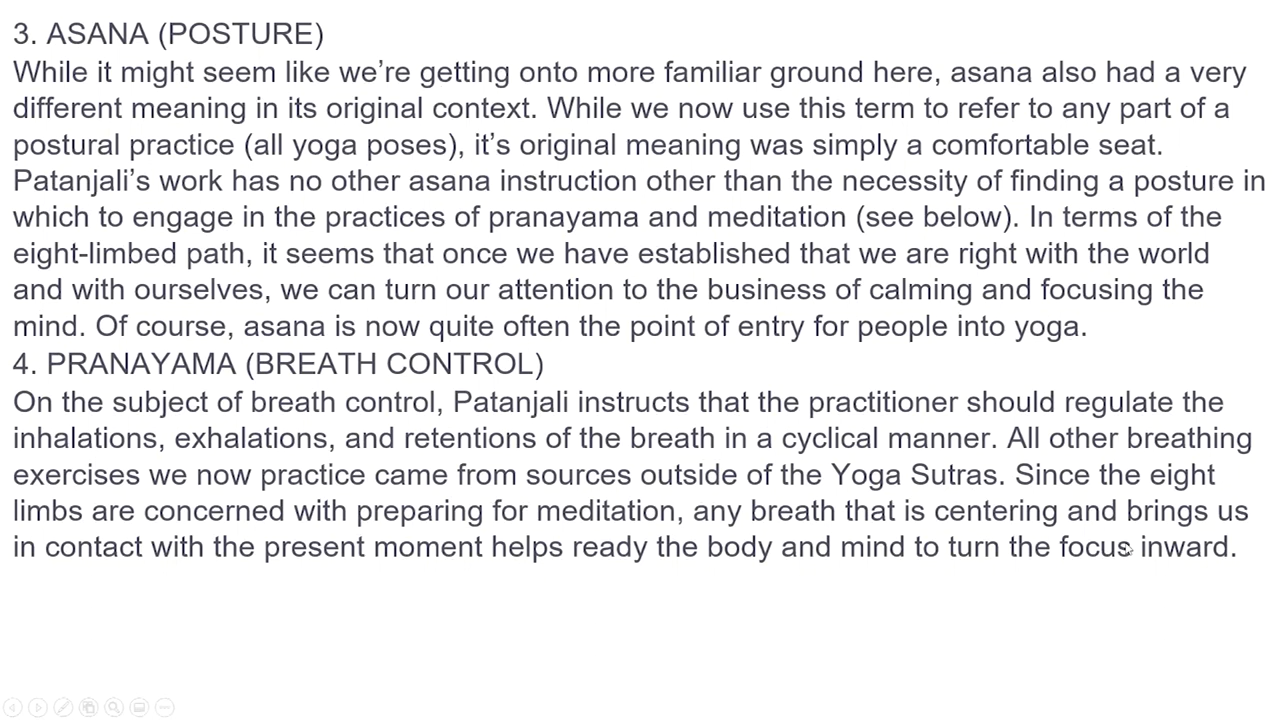 3. ASANA (POSTURE)
While it might seem like we’re getting onto more familiar ground here, asana also had a very
different meaning in its original context. While we now use this term to refer to any part of a
postural practice (all yoga poses), it’s original meaning was simply a comfortable seat.
Patanjali’s work has no other asana instruction other than the necessity of finding a posture in
which to engage in the practices of pranayama and meditation (see below). In terms of the
eight-limbed path, it seems that once we have established that we are right with the world
and with ourselves, we can turn our attention to the business of calming and focusing the
mind. Of course, asana is now quite often the point of entry for people into yoga.
4. PRANAYAMA (BREATH CONTROL)
On the subject of breath control, Patanjali instructs that the practitioner should regulate the
inhalations, exhalations, and retentions of the breath in a cyclical manner. All other breathing
exercises we now practice came from sources outside of the Yoga Sutras. Since the eight
limbs are concerned with preparing for meditation, any breath that is centering and brings us
in contact with the present moment helps ready the body and mind to turn the focus inward.